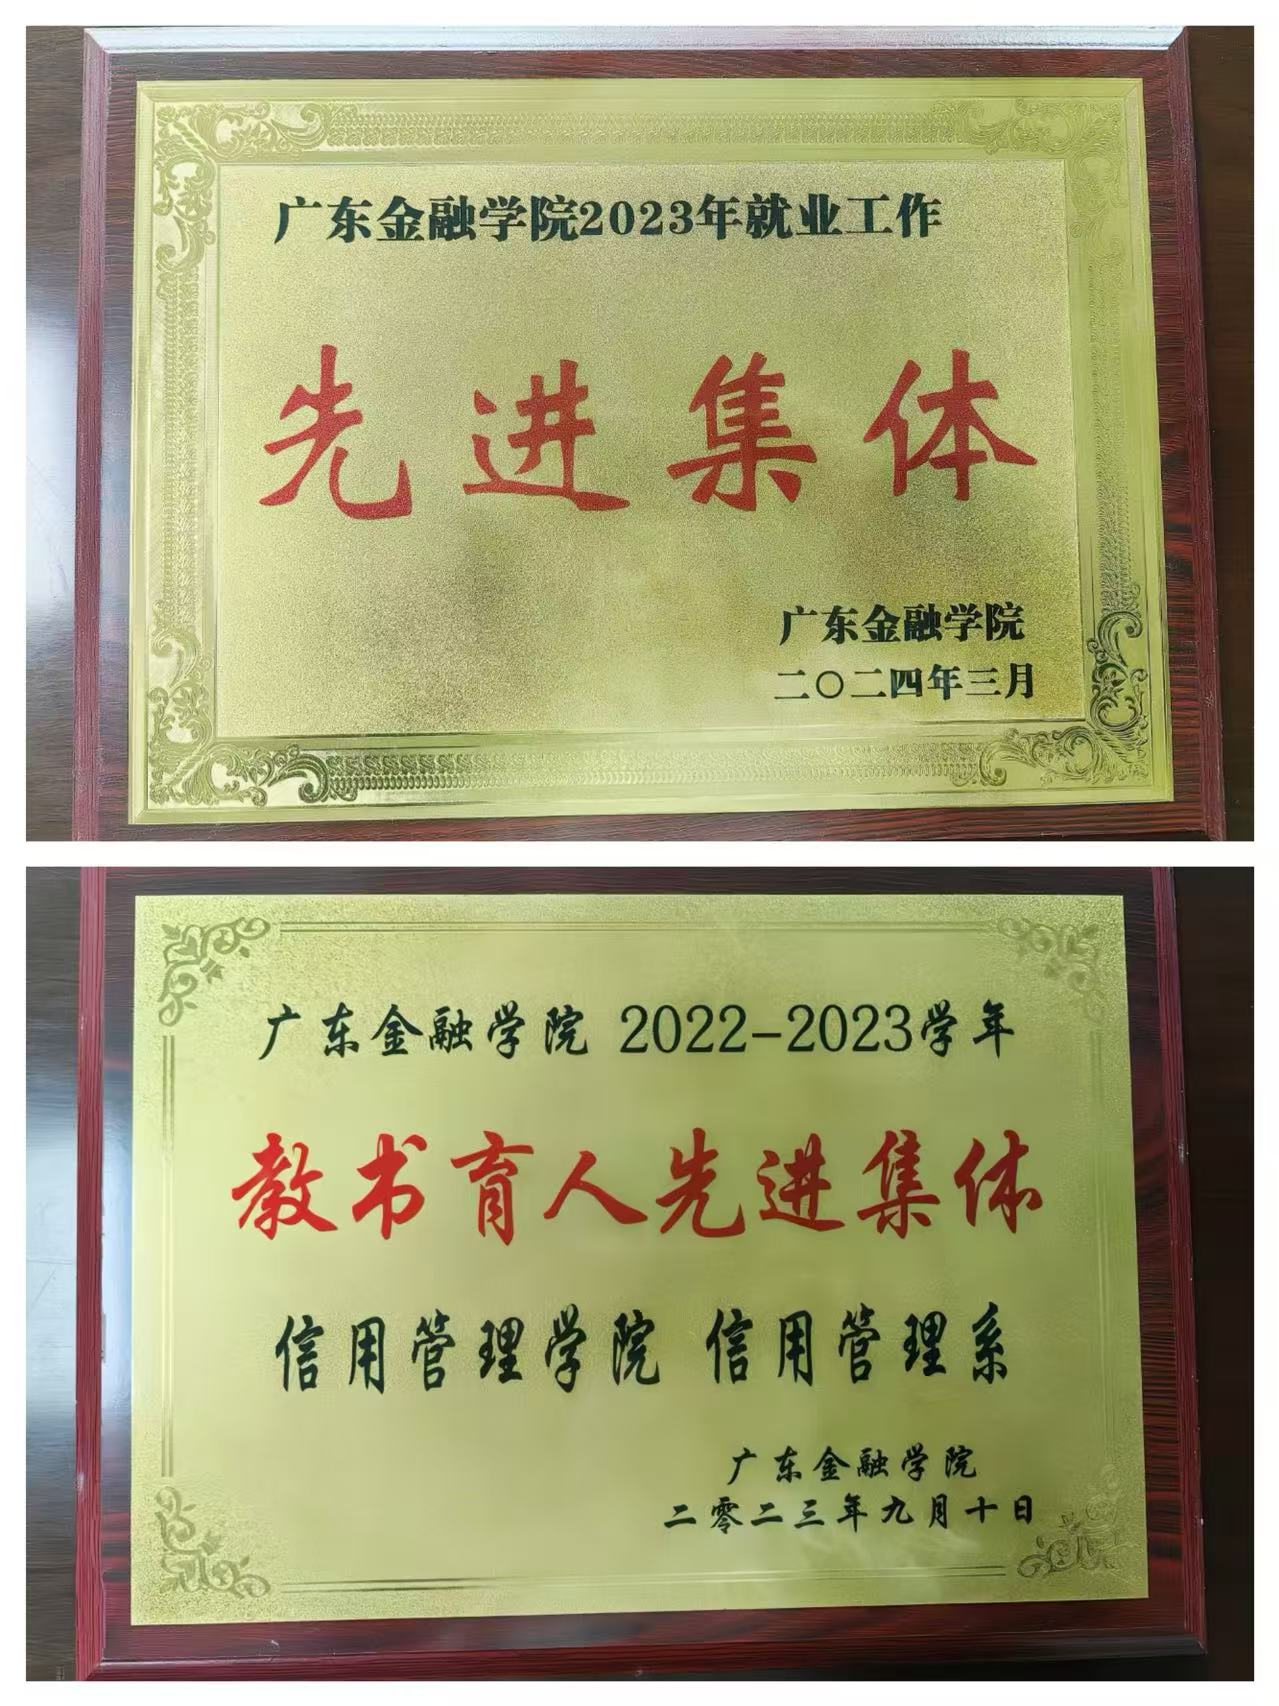 广东金融学院2023年就业工作
先进集体
广东金融学院
二〇二四年三月
广东金融学院 2022-2023学年
教书育人先进集体
信用管理学院 信用管理系
广东金融学院
二零二三年九月十日